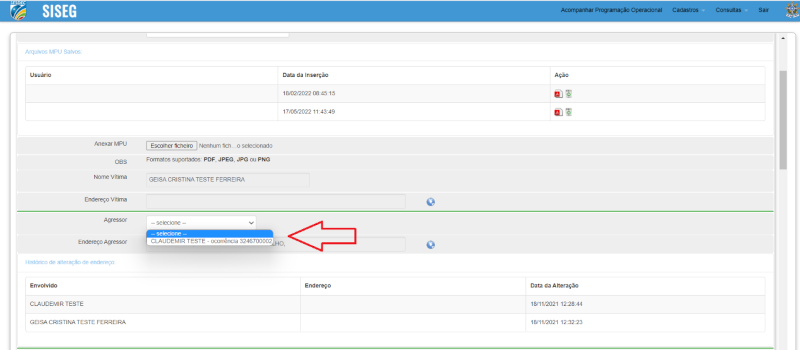 SISEG
Acompanhar Programação Operacional Cadastros Consultas Sair
Arquivos MPU Salvos
Usuário Data da Inserção Ação
18/02/2022 08:45:15
17/05/2022 11:43:49
Anexar MPU Escolher ficheiro Nenhum fich... o selecionado
OBS Formatos suportados PDF, JPEG, JPG ou PNG
Nome Vítima GEISA CRISTINA TESTE FERREIRA
Endereço Vítima
Agressor -- selecione --
-- selecione --
CLAUDEMIR TESTE - ocorrência 3246700002
Endereço Agressor LHO,
Histórico de alteração de endereço
Envolvido Endereço Data da Alteração
CLAUDEMIR TESTE 18/11/2021 12:28:44
GEISA CRISTINA TESTE FERREIRA 18/11/2021 12:32:23